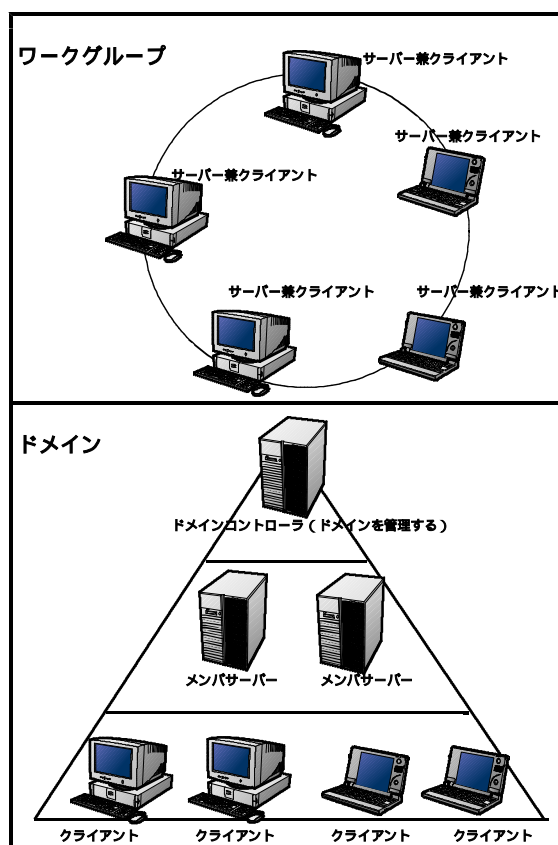 ワークグループ
サーバー兼クライアント
サーバー兼クライアント
サーバー兼クライアント
サーバー兼クライアント
サーバー兼クライアント
ドメイン
ドメインコントローラ（ドメインを管理する）
メンバサーバー
メンバサーバー
クライアント
クライアント
クライアント
クライアント